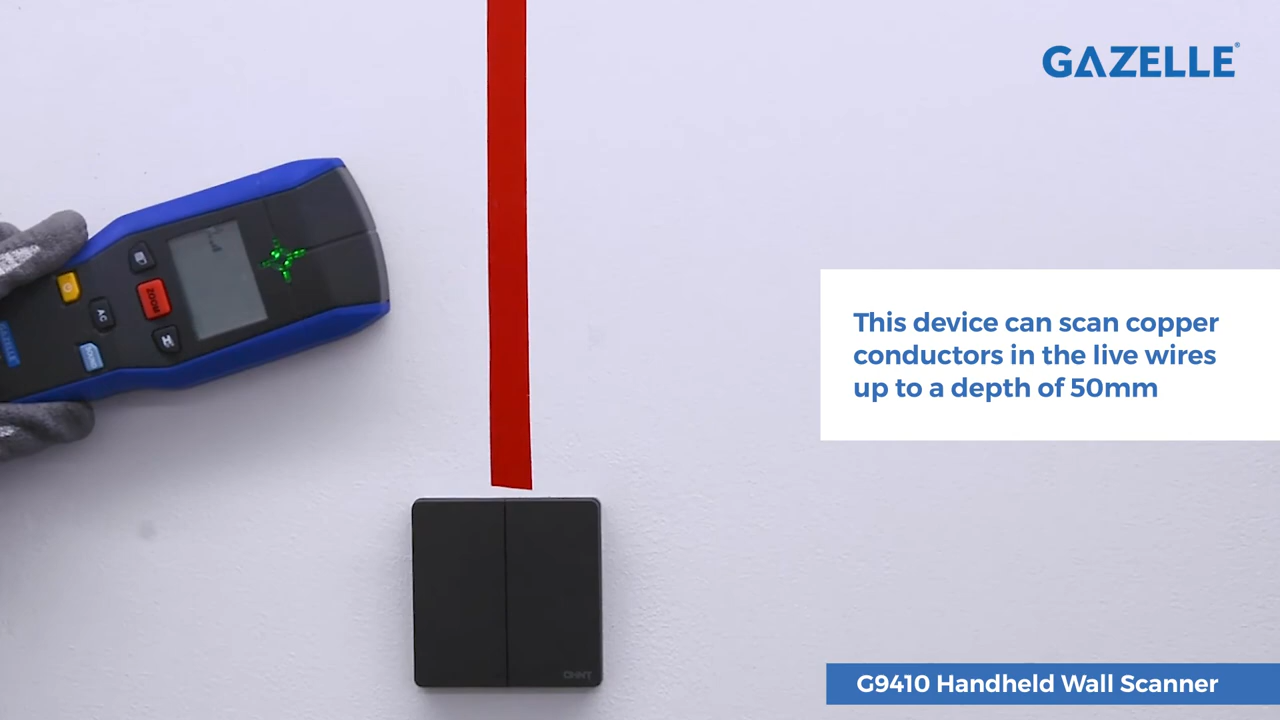 GAZELLE®
This device can scan copper
conductors in the live wires
up to a depth of 50mm
ZOOM
AC
GAZELLE
G9410 Handheld Wall Scanner